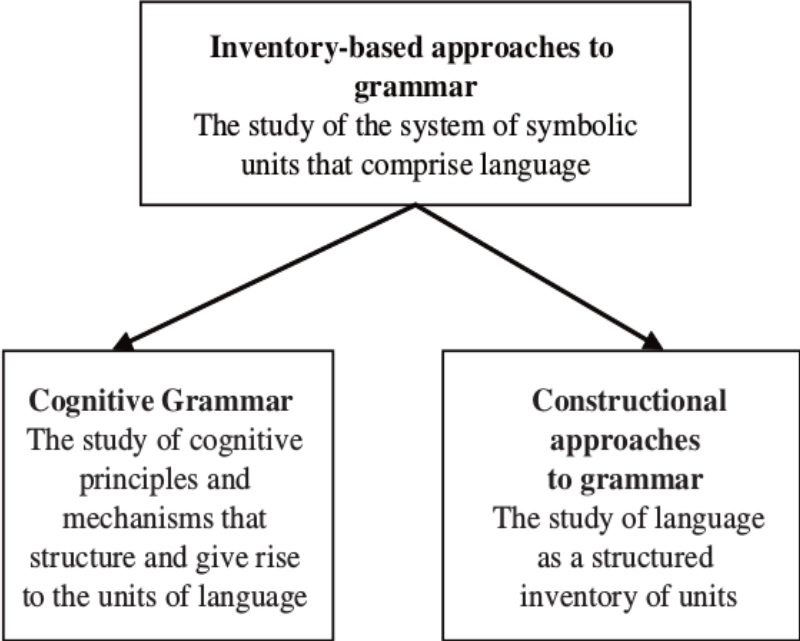 Inventory-based approaches to
grammar
The study of the system of symbolic
units that comprise language
Cognitive Grammar
The study of cognitive
principles and
mechanisms that
structure and give rise
to the units of language
Constructional
approaches
to grammar
The study of language
as a structured
inventory of units